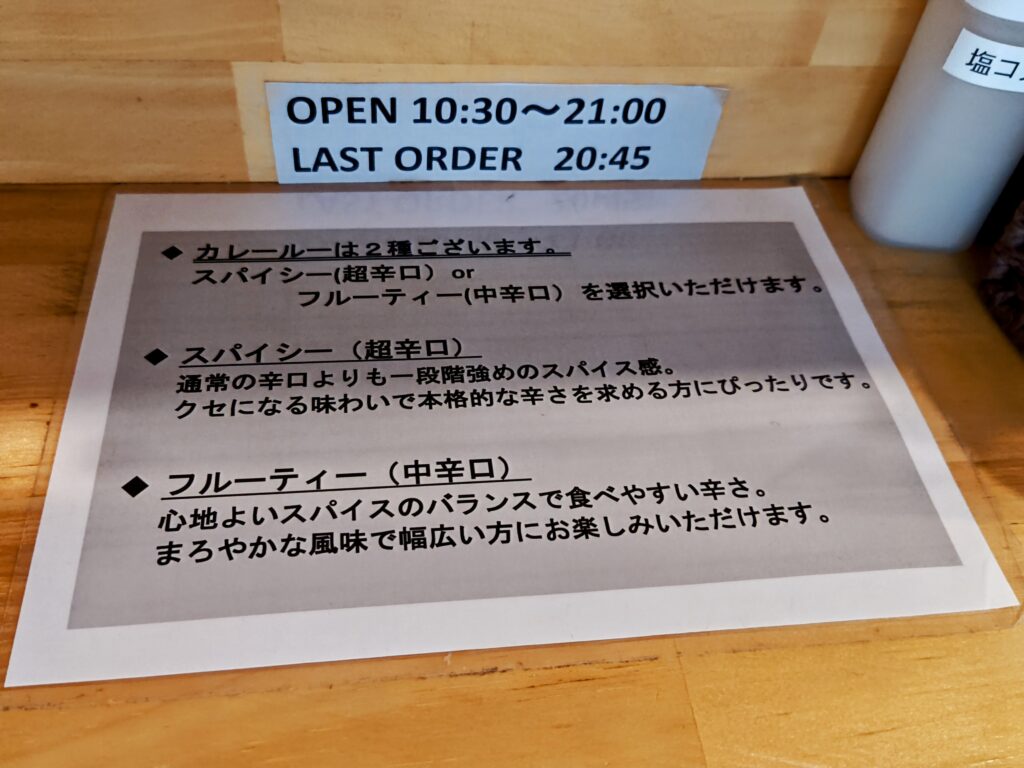 OPEN 10:30～21:00
LAST ORDER 20:45
塩コ
◆ カレールーは２種ございます。
スパイシー(超辛口）or
フルーティー(中辛口）を選択いただけます。
◆ スパイシー（超辛口）
通常の辛口よりも一段階強めのスパイス感。
クセになる味わいで本格的な辛さを求める方にぴったりです。
◆ フルーティー（中辛口）
心地よいスパイスのバランスで食べやすい辛さ。
まろやかな風味で幅広い方にお楽しみいただけます。